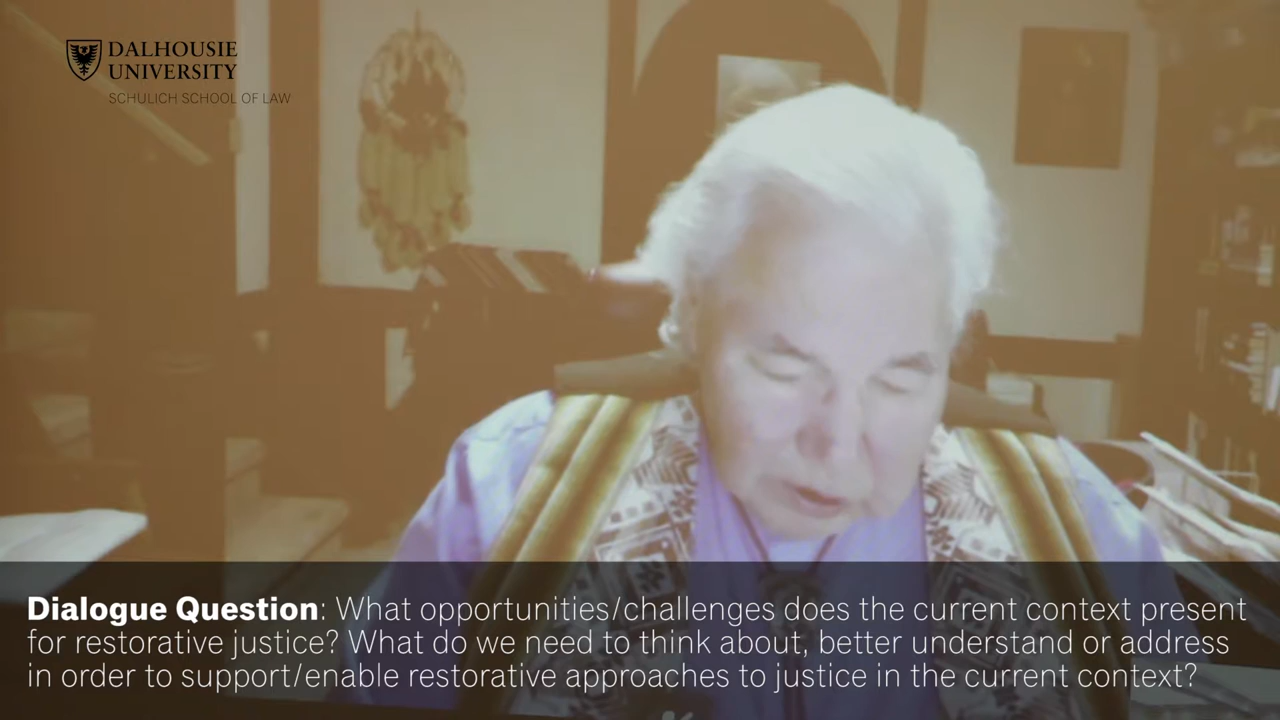 DALHOUSIE
UNIVERSITY
SCHULICH SCHOOL OF LAW
Dialogue Question: What opportunities/challenges does the current context present
for restorative justice? What do we need to think about, better understand or address
in order to support/enable restorative approaches to justice in the current context?